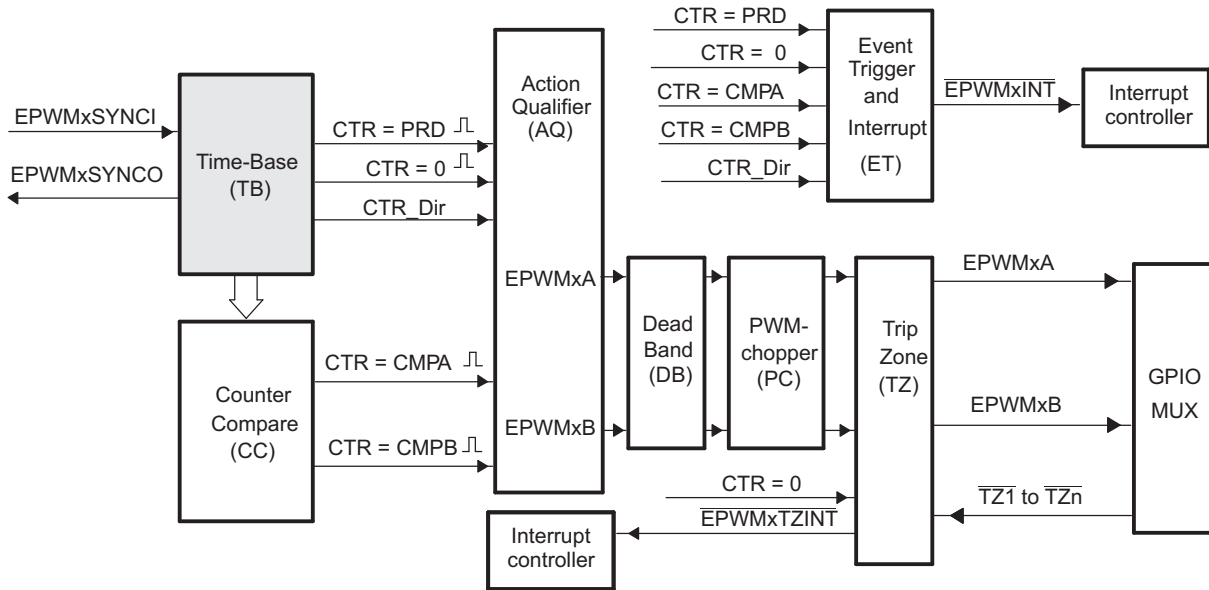 EPWMxSYNCI
EPWMxSYNCO
Time-Base
(TB)
CTR = PRD
CTR = 0
CTR_Dir
Counter
Compare
(CC)
CTR = CMPA
CTR = CMPB
Action
Qualifier
(AQ)
EPWMxA
EPWMxB
CTR = PRD
CTR = 0
CTR = CMPA
CTR = CMPB
CTR_Dir
Event
Trigger
and
Interrupt
(ET)
EPWMxINT
Interrupt
controller
Dead
Band
(DB)
PWM-
chopper
(PC)
Trip
Zone
(TZ)
EPWMxA
EPWMxB
TZ1 to TZn
GPIO
MUX
CTR = 0
EPWMxTZINT
Interrupt
controller